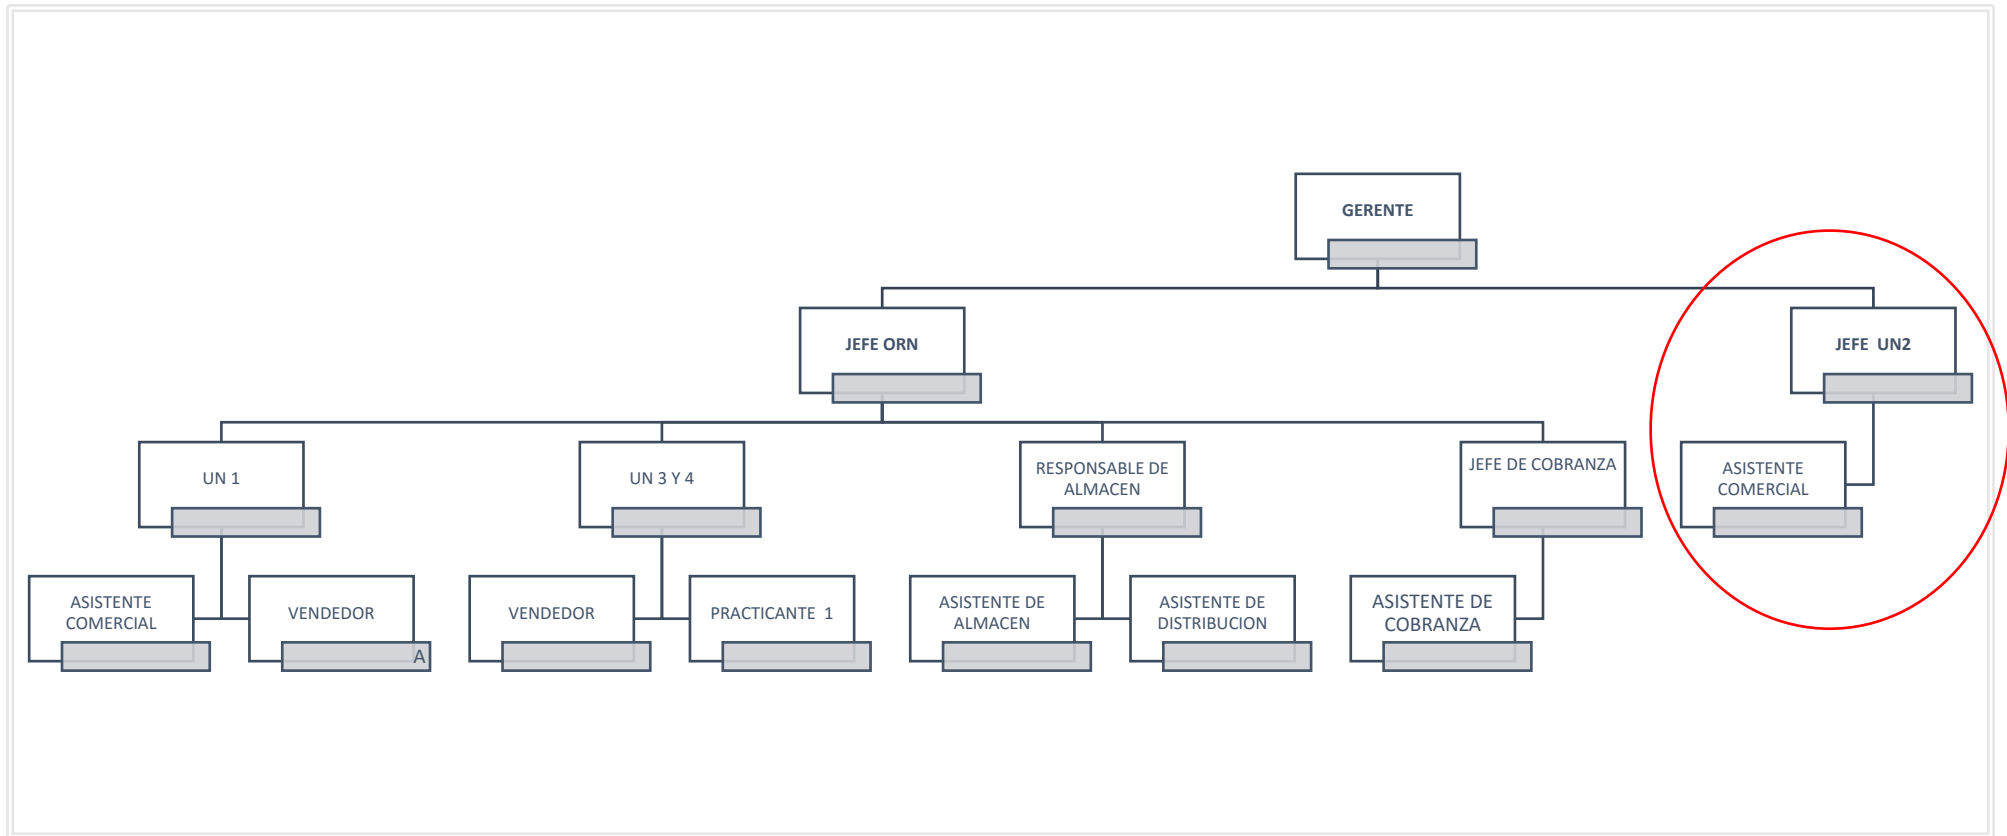 GERENTE
JEFE ORN
JEFE  UN2
UN 1
UN 3 Y 4
RESPONSABLE DE
ALMACEN
JEFE DE COBRANZA
ASISTENTE
COMERCIAL
ASISTENTE
COMERCIAL
VENDEDOR
A
VENDEDOR
PRACTICANTE  1
ASISTENTE DE
ALMACEN
ASISTENTE DE
DISTRIBUCION
ASISTENTE DE
COBRANZA